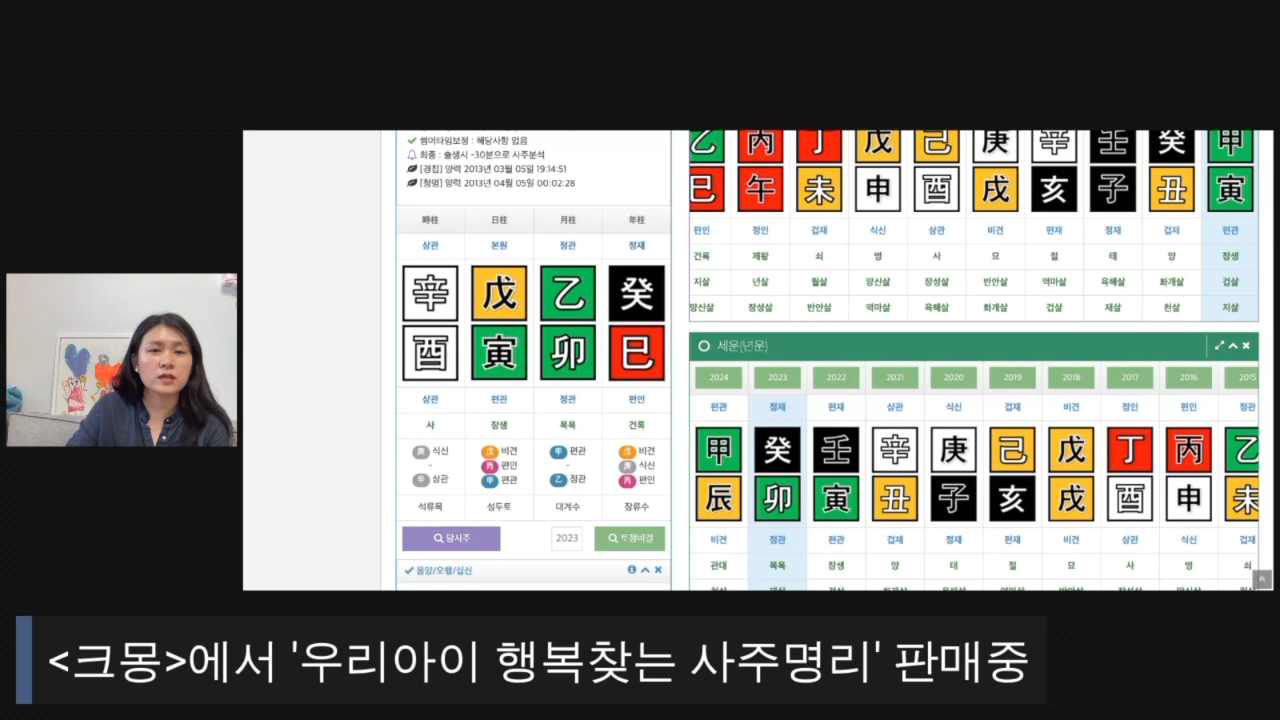 썸머타임보정 : 해당사항 없음
최종 : 출생시 -30분으로 사주분석
[경칩] 양력 2013년 03월 05일 19:14:51
[청명] 양력 2013년 04월 05일 00:02:28
時柱 日柱 月柱 年柱
상관 본원 정관 정재
辛 戊 乙 癸
酉 寅 卯 巳
상관 편관 정관 편인
사 장생 목욕 건록
庚 식신 戊 비견 甲 편관 戊 비견
- 丙 편인 - 庚 식신
辛 상관 甲 편관 乙 정관 丙 편인
석류목 성두토 대계수 장류수
당사주 2023 토정비결
음양/오행/십신
乙 丙 丁 戊 己 庚 辛 壬 癸 甲
巳 午 未 申 酉 戌 亥 子 丑 寅
편인 정인 겁재 식신 상관 비견 편재 정재 겁재 편관
건록 제왕 쇠 병 사 묘 절 태 양 장생
지살 년살 월살 망신살 장성살 반안살 역마살 육해살 화개살 겁살
망신살 장성살 반안살 역마살 육해살 화개살 겁살 재살 천살 지살
세운(년운)
2024 2023 2022 2021 2020 2019 2018 2017 2016 2015
편관 정재 편재 상관 식신 겁재 비견 정인 편인 정관
甲 癸 壬 辛 庚 己 戊 丁 丙 乙
辰 卯 寅 丑 子 亥 戌 酉 申 未
비견 정관 편관 겁재 정재 편재 비견 상관 식신 겁재
관대 목욕 장생 양 태 절 묘 사 병 쇠
<크몽>에서 '우리아이 행복찾는 사주명리' 판매중